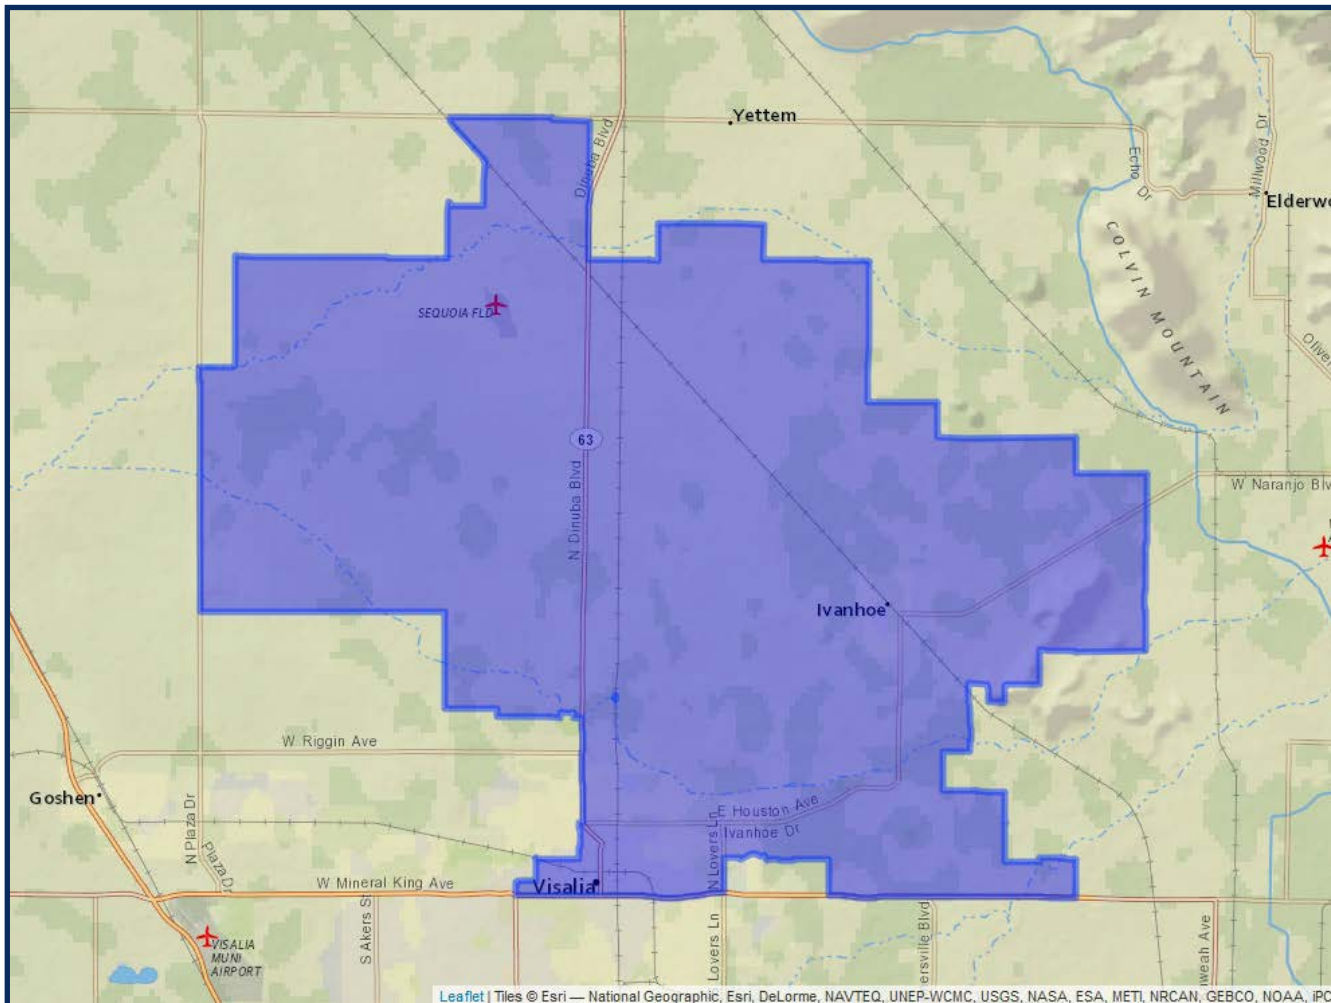 Yettem
Dinuba Blvd
Echo Dr
Millwood Dr
Elderwo
COLVIN MOUNTAIN
SEQUOIA FLD
Olive
63
W Naranjo Blv
N Dinuba Blvd
Ivanhoe
W Riggin Ave
Goshen
E Houston Ave
Ivanhoe Dr
N Plaza Dr
Plaza Dr
N Lovers Ln
W Mineral King Ave
Visalia
S Akers St
VISALIA
MUNI
AIRPORT
Lovers Ln
ersville Blvd
weah Ave
Leaflet | Tiles © Esri — National Geographic, Esri, DeLorme, NAVTEQ, UNEP-WCMC, USGS, NASA, ESA, METI, NRCAN, GEBCO, NOAA, iPC